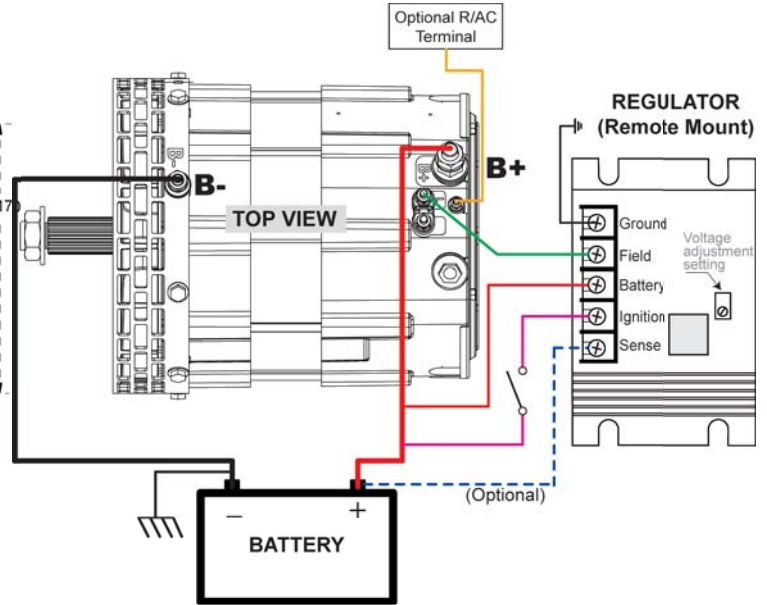 Optional R/AC
Terminal
REGULATOR
(Remote Mount)
B-
B-
B+
B+
TOP VIEW
Ground
Field
Battery
Ignition
Sense
Voltage
adjustment
setting
(Optional)
− +
BATTERY